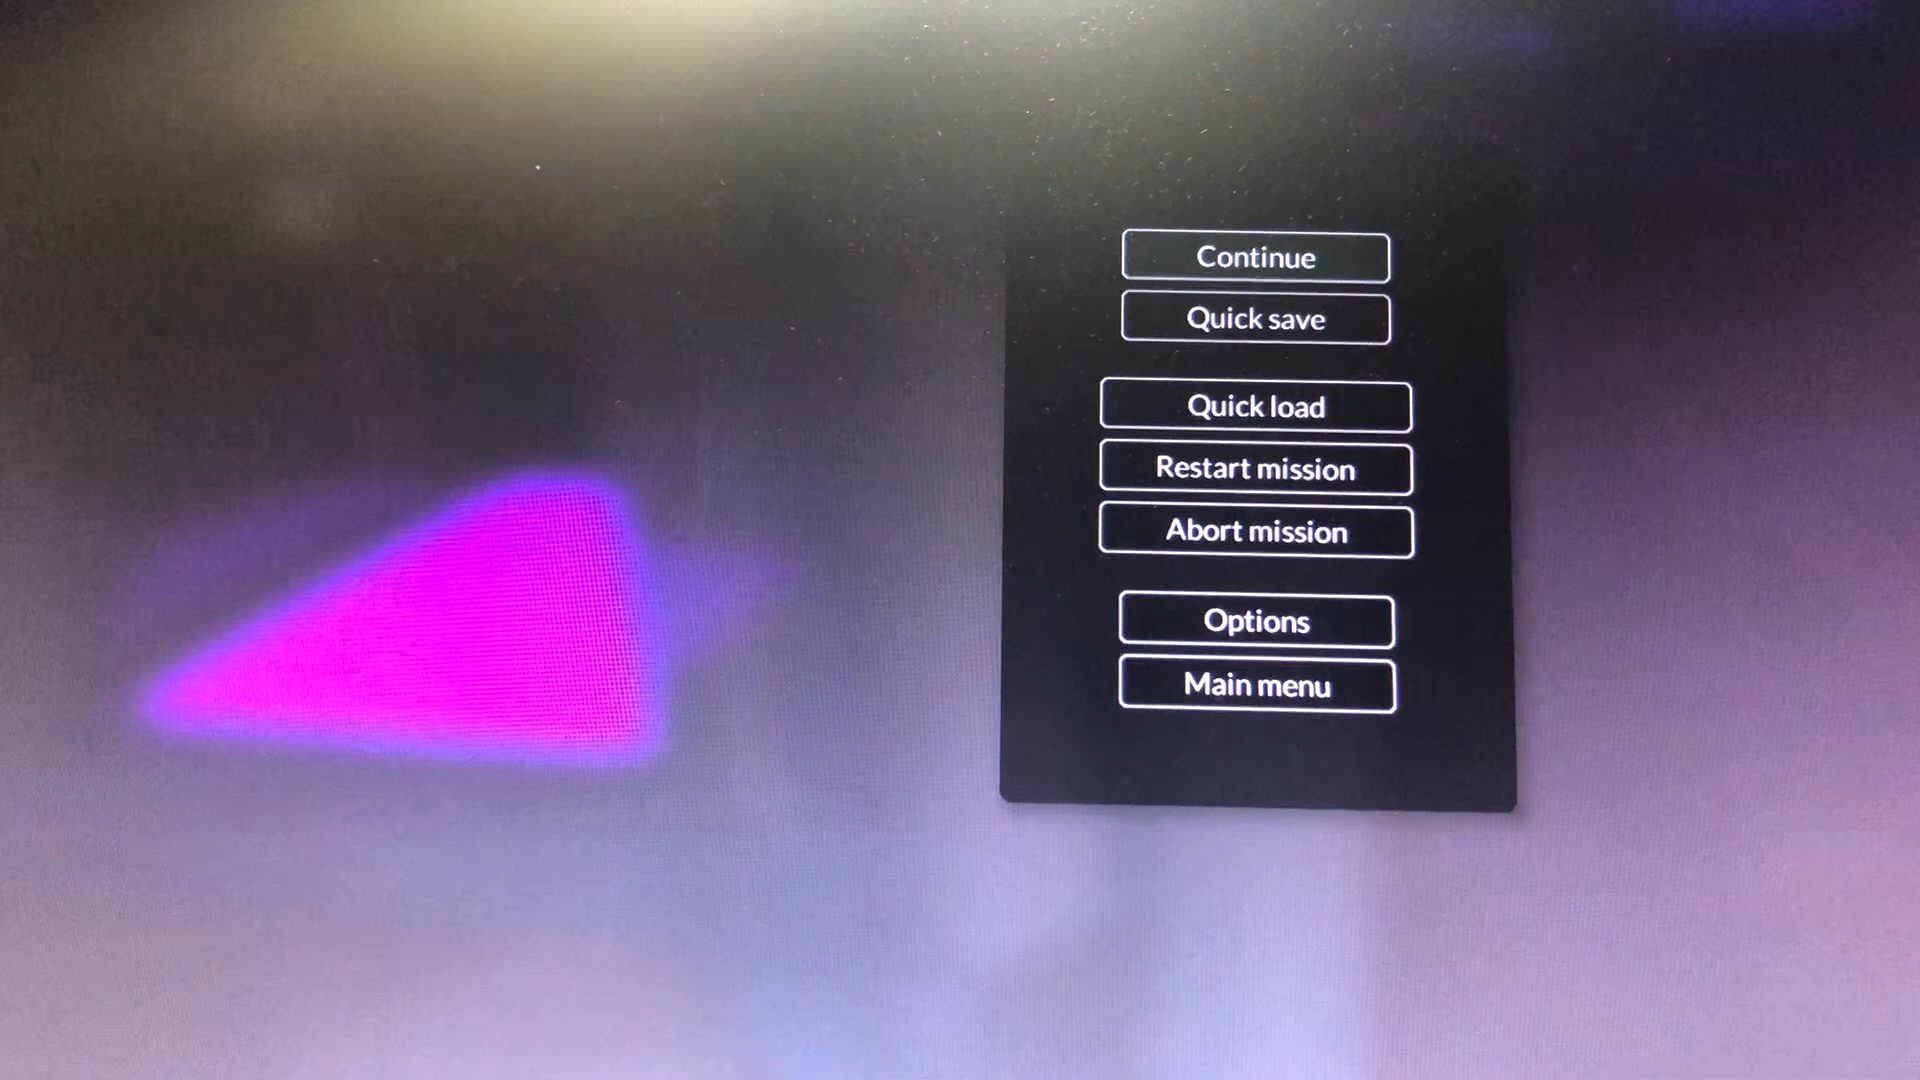 Continue
Quick save
Quick load
Restart mission
Abort mission
Options
Main menu